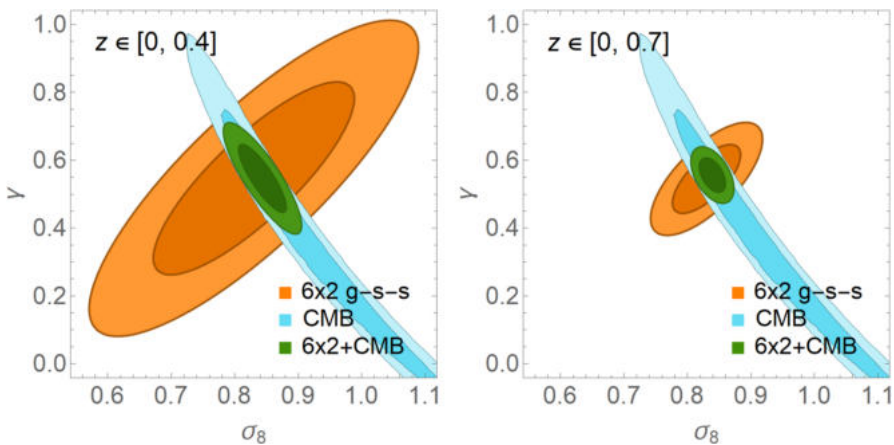 z ∈ [0, 0.4]
1.0
0.8
0.6
0.4
0.2
0.0
γ
6x2 g-s-s
CMB
6x2+CMB
0.6 0.7 0.8 0.9 1.0 1.1
σ8
z ∈ [0, 0.7]
1.0
0.8
0.6
0.4
0.2
0.0
γ
6x2 g-s-s
CMB
6x2+CMB
0.6 0.7 0.8 0.9 1.0 1.1
σ8